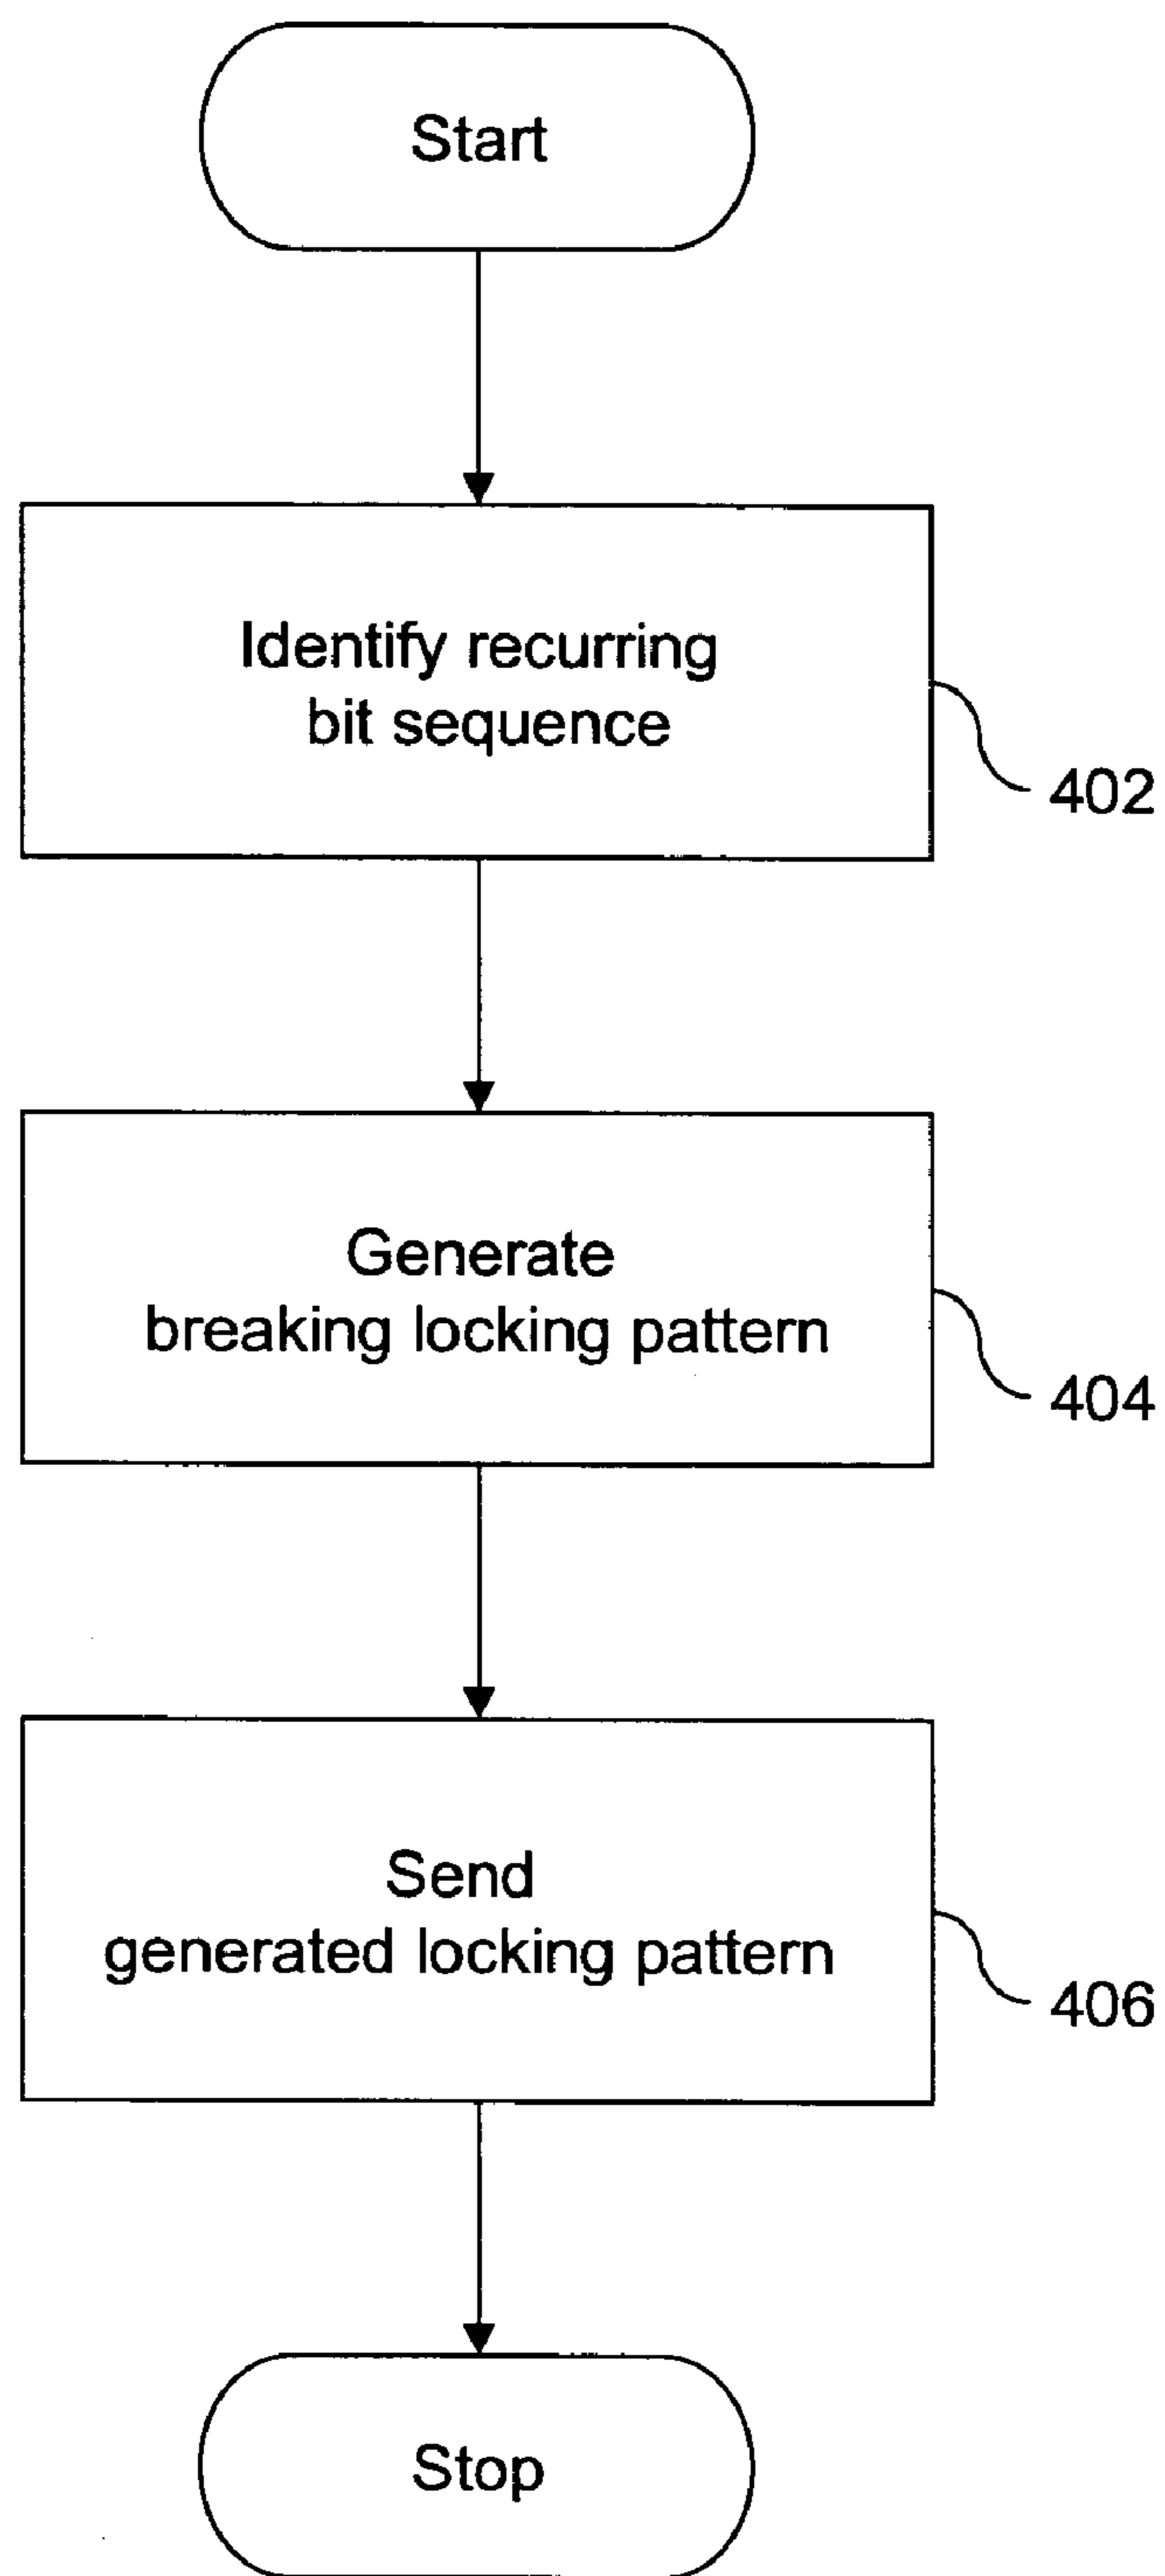 Start
Identify recurring
bit sequence
402
Generate
breaking locking pattern
404
Send
generated locking pattern
406
Stop